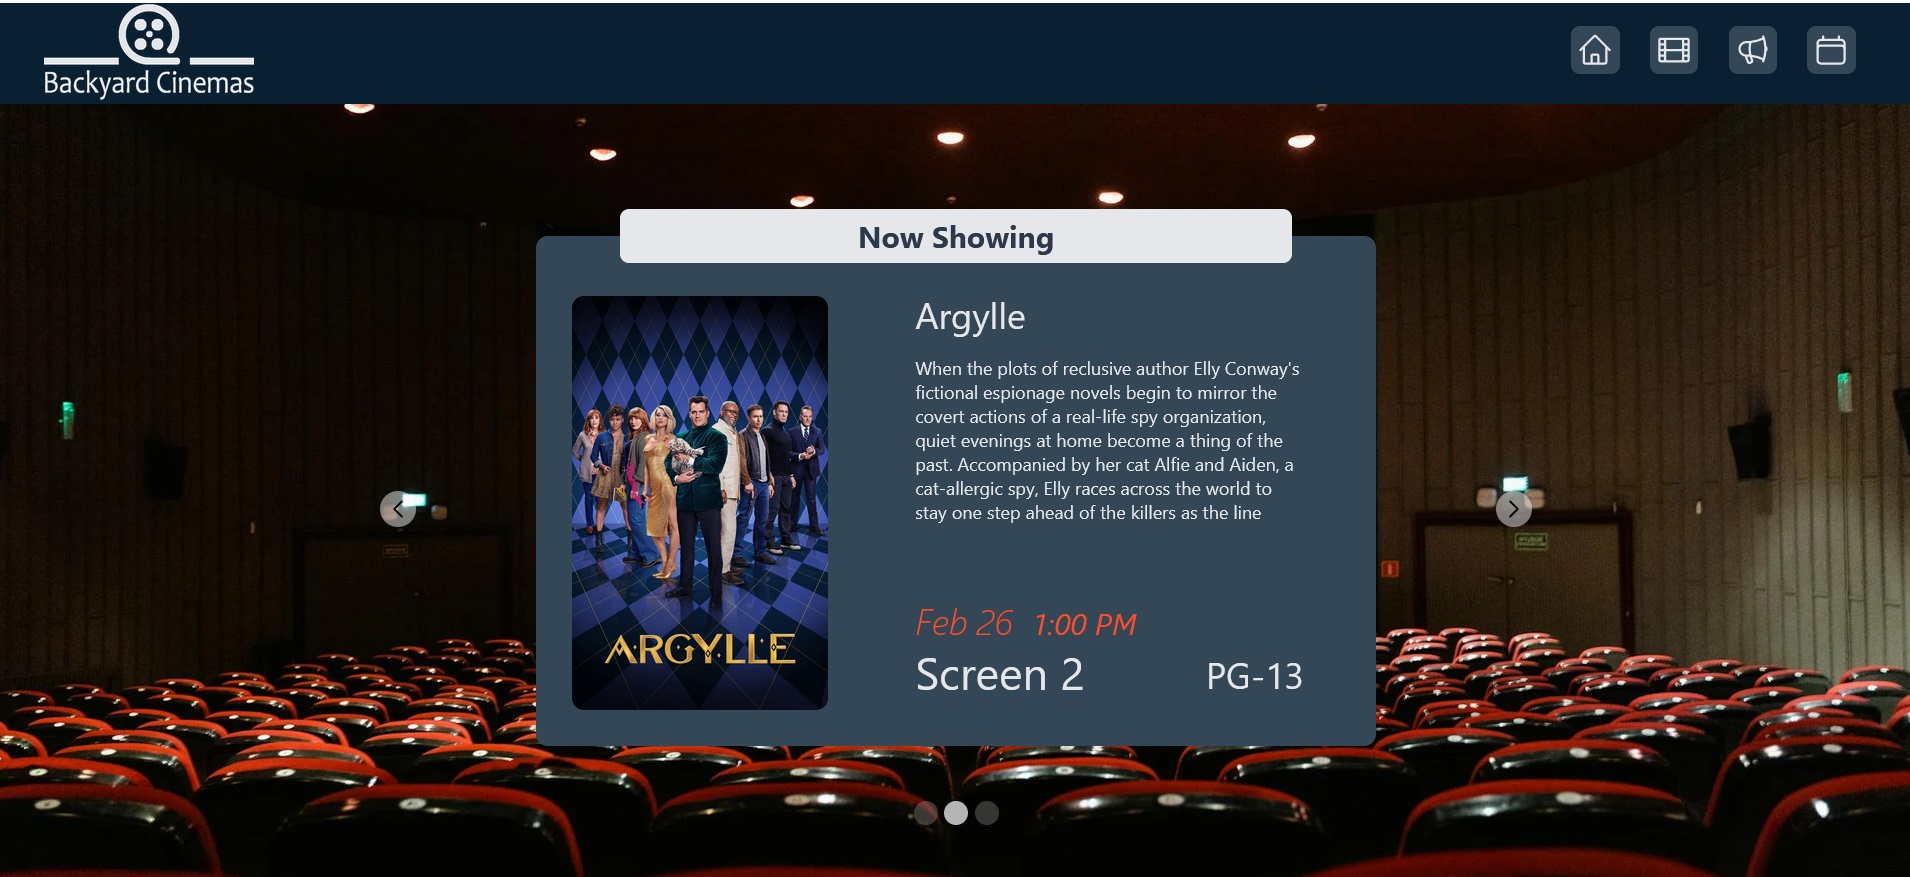 Backyard Cinemas
Now Showing
Argylle
When the plots of reclusive author Elly Conway's
fictional espionage novels begin to mirror the
covert actions of a real-life spy organization,
quiet evenings at home become a thing of the
past. Accompanied by her cat Alfie and Aiden, a
cat-allergic spy, Elly races across the world to
stay one step ahead of the killers as the line
ARGYLLE
Feb 26 1:00 PM
Screen 2
PG-13